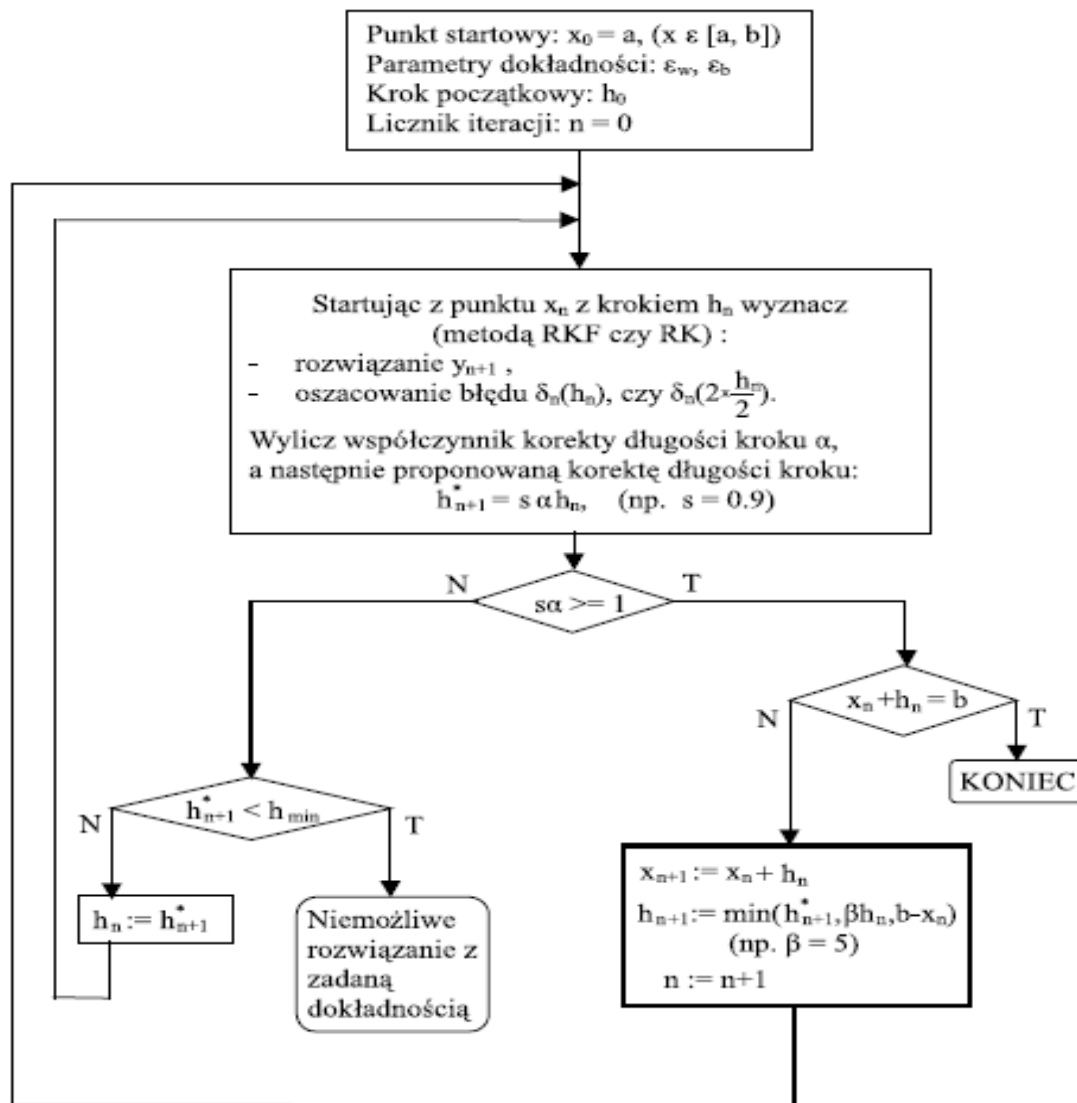 Punkt startowy: x₀ = a, (x ε [a, b])
Parametry dokładności: ε_w, ε_b
Krok początkowy: h₀
Licznik iteracji: n = 0
Startując z punktu xₙ z krokiem hₙ wyznacz
(metodą RKF czy RK) :
- rozwiązanie yₙ₊₁ ,
- oszacowanie błędu δₙ(hₙ), czy δₙ(2×hₙ/2).
Wylicz współczynnik korekty długości kroku α,
a następnie proponowaną korektę długości kroku:
h*ₙ₊₁ = s α hₙ, (np. s = 0.9)
N
sα >= 1
T
N
xₙ +hₙ = b
T
KONIEC
N
h*ₙ₊₁ < h_min
T
hₙ := h*ₙ₊₁
Niemożliwe
rozwiązanie z
zadaną
dokładnością
xₙ₊₁ := xₙ + hₙ
hₙ₊₁ := min(h*ₙ₊₁,βhₙ,b-xₙ)
(np. β = 5)
n := n+1